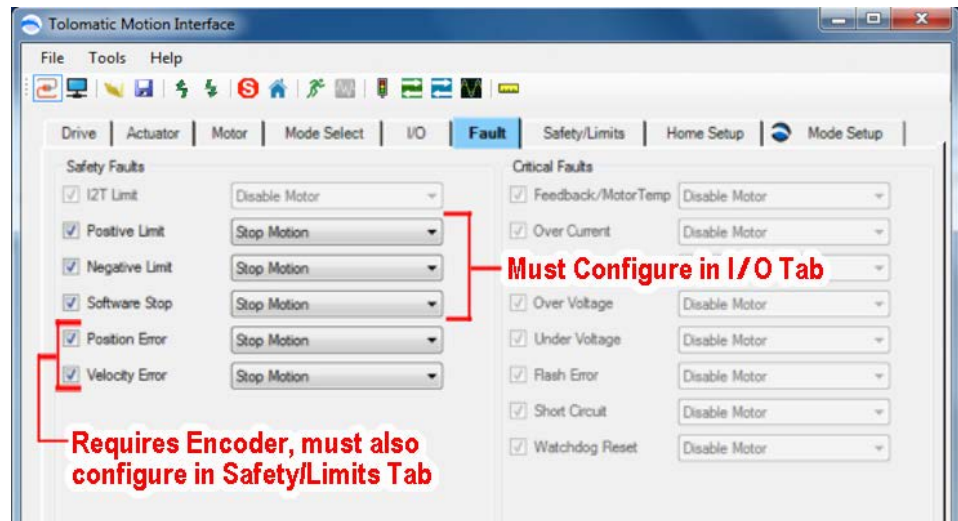 Tolomatic Motion Interface
File Tools Help
Drive Actuator Motor Mode Select I/O Fault Safety/Limits Home Setup Mode Setup
Safety Faults
I2T Limit Disable Motor
Positive Limit Stop Motion
Negative Limit Stop Motion
Software Stop Stop Motion
Position Error Stop Motion
Velocity Error Stop Motion
Critical Faults
Feedback/MotorTemp Disable Motor
Over Current Disable Motor
Over Voltage Disable Motor
Under Voltage Disable Motor
Flash Error Disable Motor
Short Circuit Disable Motor
Watchdog Reset Disable Motor
Must Configure in I/O Tab
Requires Encoder, must also
configure in Safety/Limits Tab